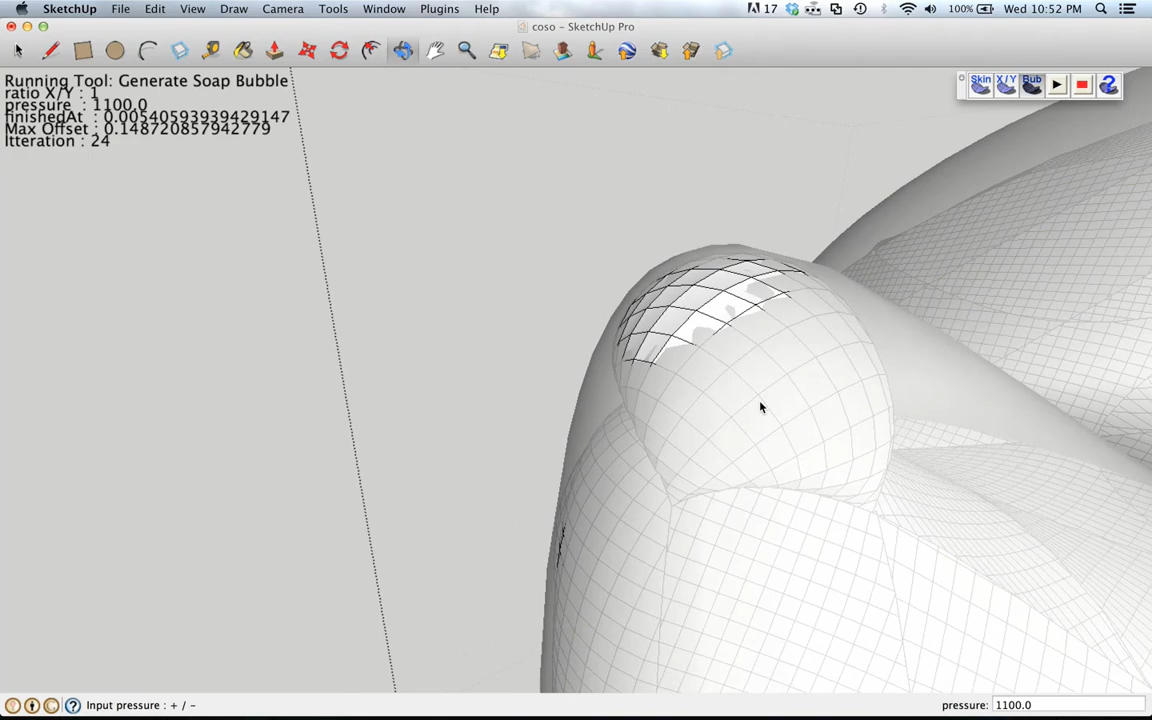 SketchUp File Edit View Draw Camera Tools Window Plugins Help 17 100% Wed 10:52 PM
coso – SketchUp Pro
Skin X/Y Bub ?
Running Tool: Generate Soap Bubble
ratio X/Y : 1
pressure : 1100.0
finishedAt : 0.00540593939429147
Max Offset : 0.148720857942779
Itteration : 24
? Input pressure : + / - pressure: 1100.0